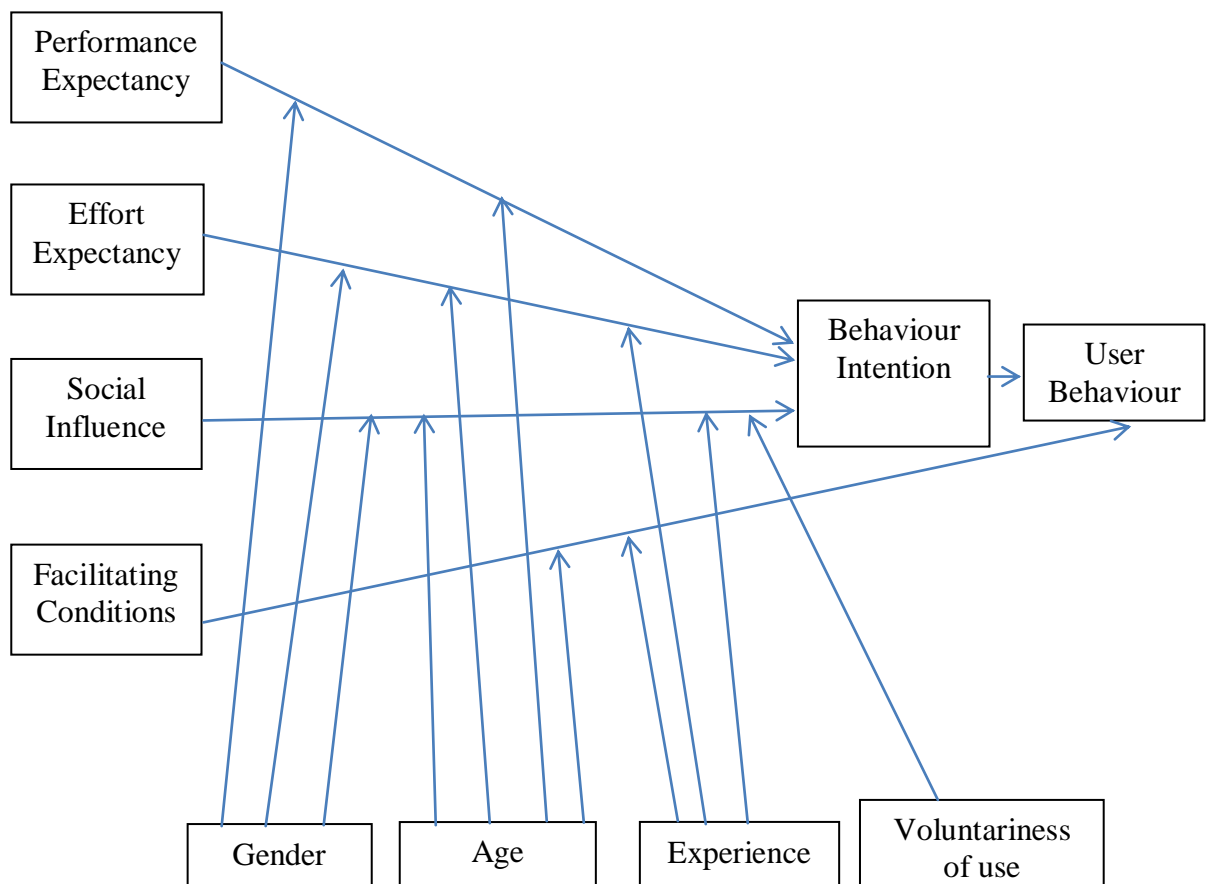 Performance
Expectancy
Effort
Expectancy
Social
Influence
Facilitating
Conditions
Behaviour
Intention
User
Behaviour
Gender
Age
Experience
Voluntariness
of use